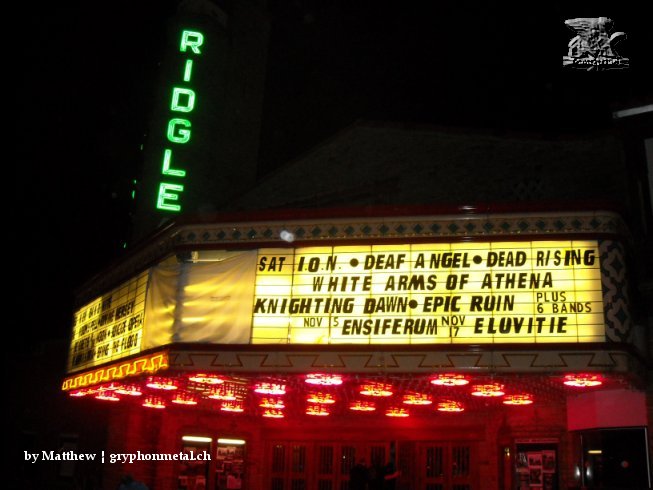 RIDGLE
SAT I.O.N. • DEAF ANGEL • DEAD RISING
WHITE ARMS OF ATHENA
KNIGHTING DAWN • EPIC RUIN PLUS 6 BANDS
NOV 15 ENSIFERUM NOV 17 ELUVITIE
by Matthew ¦ gryphonmetal.ch